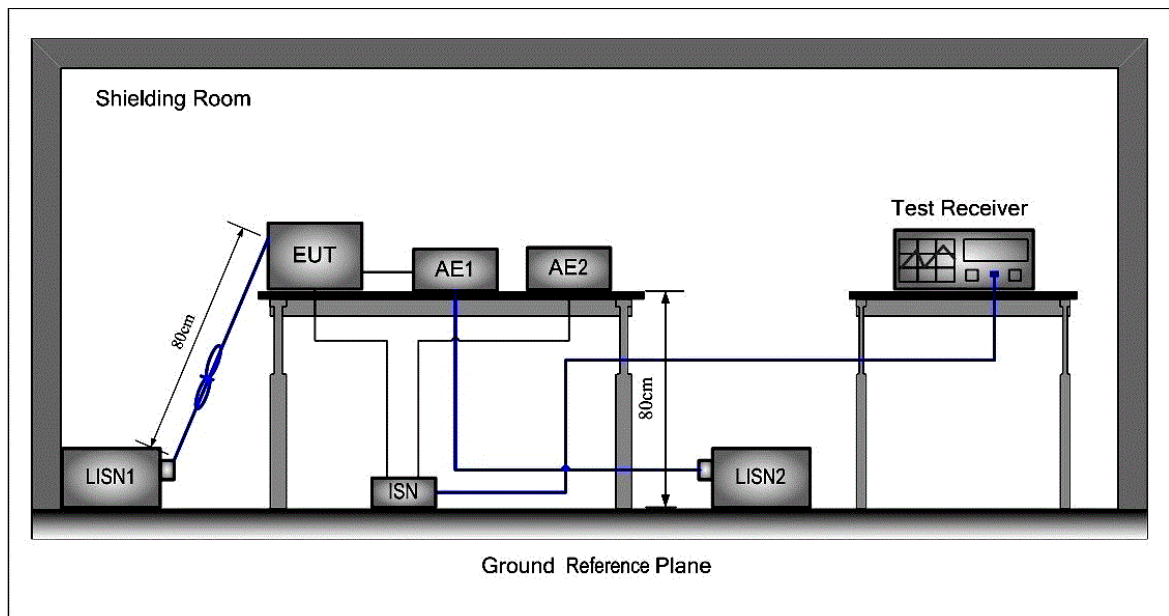 Shielding Room
Test Receiver
EUT
AE1
AE2
80cm
80cm
LISN1
ISN
LISN2
Ground Reference Plane